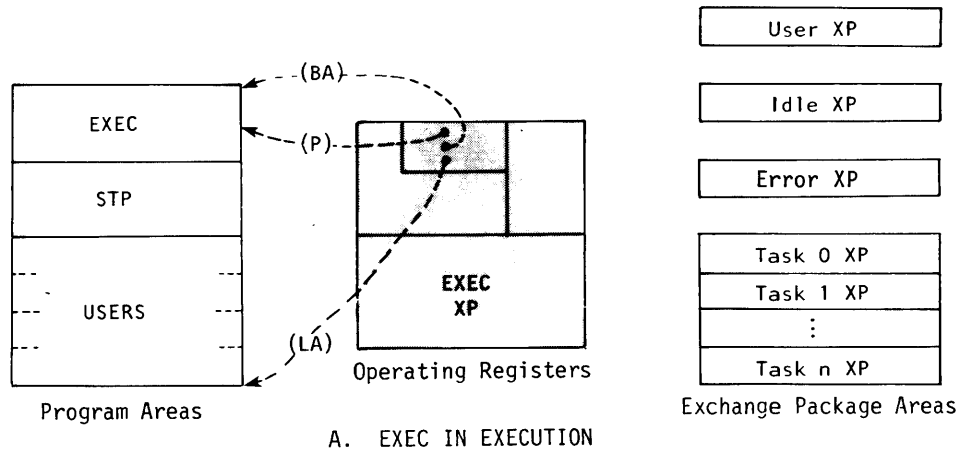 EXEC
STP
USERS
Program Areas
(BA)
(P)
(LA)
EXEC
XP
Operating Registers
User XP
Idle XP
Error XP
Task 0 XP
Task 1 XP
⋮
Task n XP
Exchange Package Areas
A. EXEC IN EXECUTION